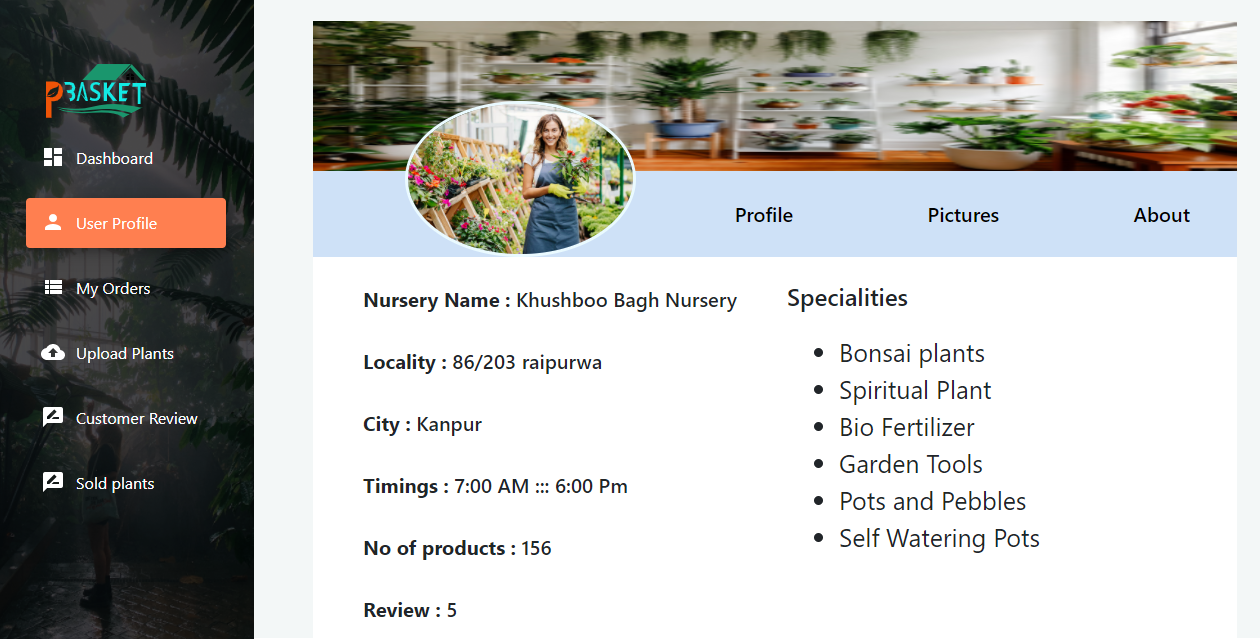 PBASKET
Dashboard
User Profile
My Orders
Upload Plants
Customer Review
Sold plants
Profile
Pictures
About
Nursery Name : Khushboo Bagh Nursery
Locality : 86/203 raipurwa
City : Kanpur
Timings : 7:00 AM ::: 6:00 Pm
No of products : 156
Review : 5
Specialities
Bonsai plants
Spiritual Plant
Bio Fertilizer
Garden Tools
Pots and Pebbles
Self Watering Pots